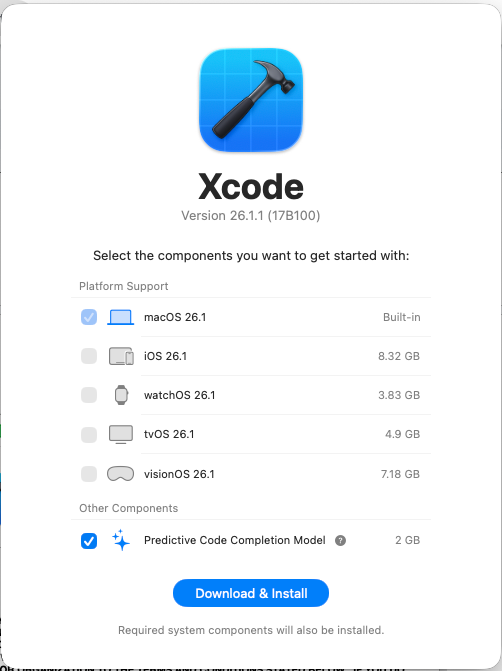 Xcode
Version 26.1.1 (17B100)
Select the components you want to get started with:
Platform Support
macOS 26.1 Built-in
iOS 26.1 8.32 GB
watchOS 26.1 3.83 GB
tvOS 26.1 4.9 GB
visionOS 26.1 7.18 GB
Other Components
Predictive Code Completion Model ? 2 GB
Download & Install
Required system components will also be installed.